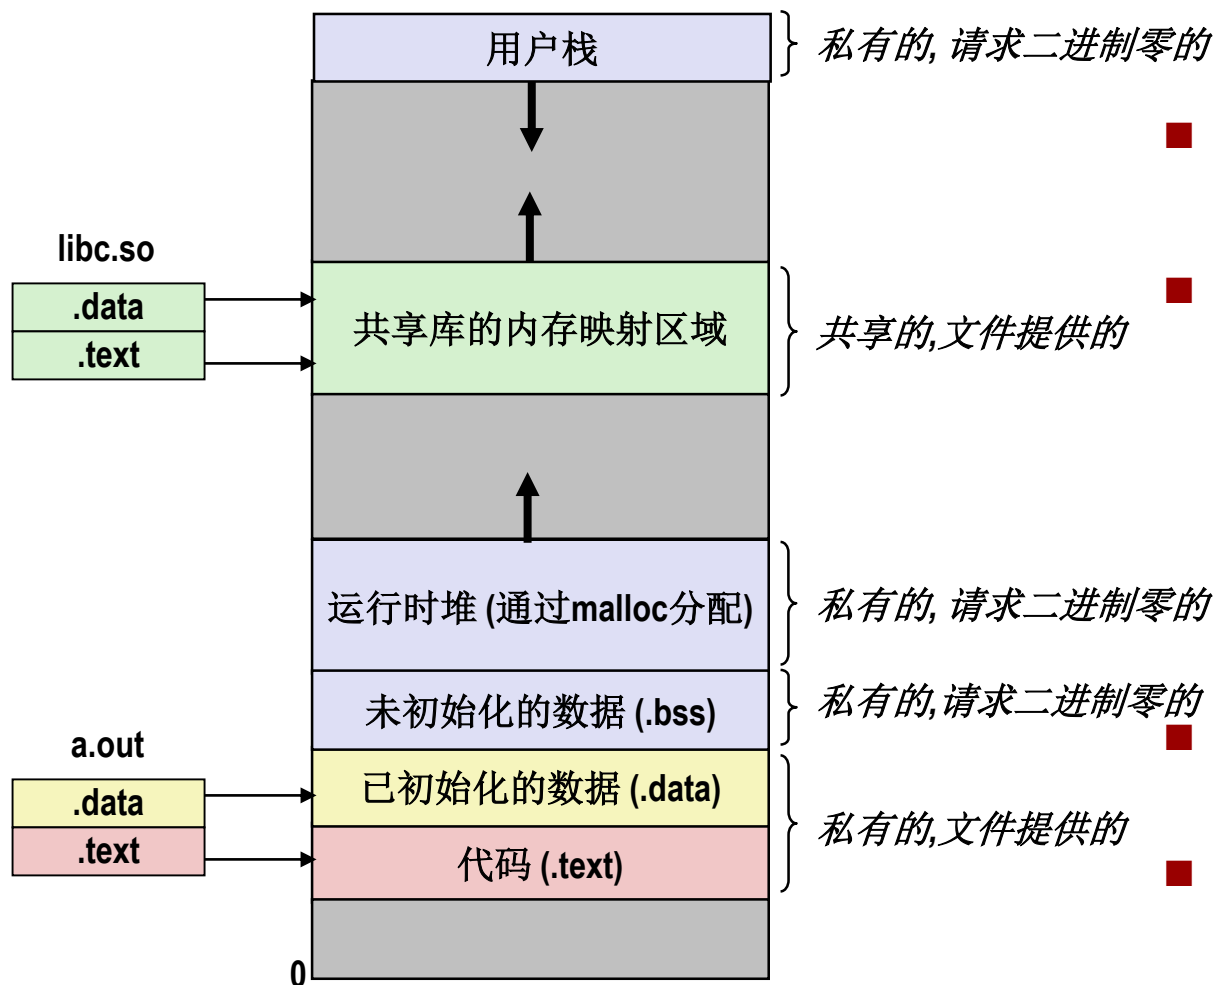 用户栈
私有的, 请求二进制零的
libc.so
.data
.text
共享库的内存映射区域
共享的,文件提供的
运行时堆 (通过malloc分配)
私有的, 请求二进制零的
未初始化的数据 (.bss)
私有的,请求二进制零的
a.out
.data
.text
已初始化的数据 (.data)
代码 (.text)
私有的,文件提供的
0